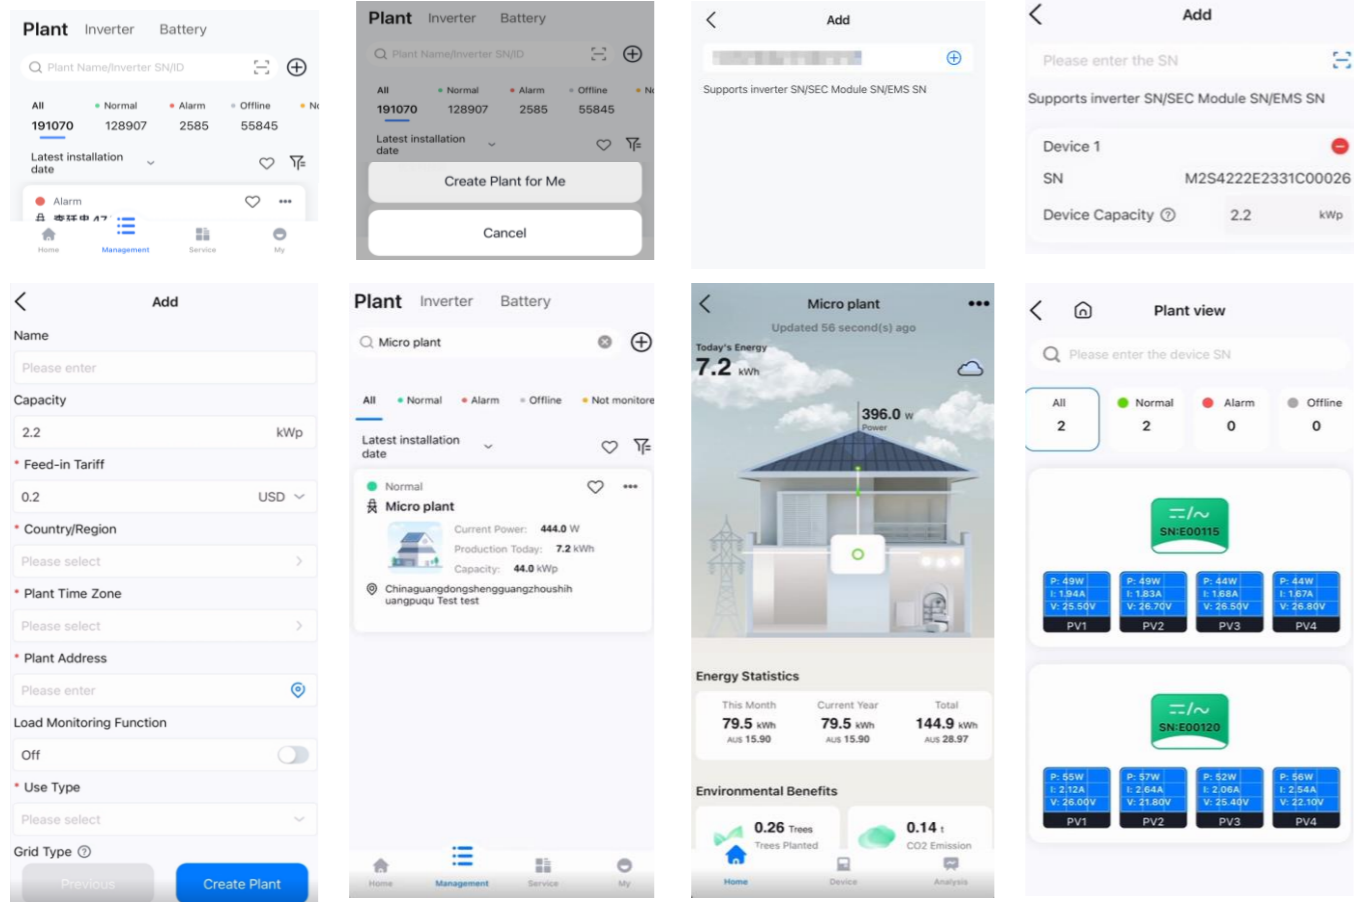 Plant Inverter Battery
Plant Name/Inverter SN/ID
All Normal Alarm Offline
191070 128907 2585 55845
Latest installation
date
Alarm
Home Management Service My
Plant Inverter Battery
Plant Name/Inverter SN/ID
All Normal Alarm Offline
191070 128907 2585 55845
Latest installation
date
Create Plant for Me
Cancel
Add
Supports inverter SN/SEC Module SN/EMS SN
Add
Please enter the SN
Supports inverter SN/SEC Module SN/EMS SN
Device 1
SN M2S4222E2331C00026
Device Capacity ? 2.2 kWp
Add
Name
Please enter
Capacity
2.2 kWp
* Feed-in Tariff
0.2 USD
* Country/Region
Please select
* Plant Time Zone
Please select
* Plant Address
Please enter
Load Monitoring Function
Off
* Use Type
Please select
Grid Type ?
Previous Create Plant
Plant Inverter Battery
Micro plant
All Normal Alarm Offline Not monitore
Latest installation
date
Normal
Micro plant
Current Power: 444.0 W
Production Today: 7.2 kWh
Capacity: 44.0 kWp
Chinaguangdongshengguangzhoushih
uangpuqu Test test
Home Management Service My
Micro plant
Updated 56 second(s) ago
Today's Energy
7.2 kWh
396.0 w
Power
Energy Statistics
This Month Current Year Total
79.5 kWh 79.5 kWh 144.9 kWh
AUS 15.90 AUS 15.90 AUS 28.97
Environmental Benefits
0.26 Trees 0.14 t
Trees Planted CO2 Emission
Home Device Analysis
Plant view
Please enter the device SN
All Normal Alarm Offline
2 2 0 0
SN:E00115
P: 49W P: 49W P: 44W P: 44W
I: 1.94A I: 1.83A I: 1.68A I: 1.67A
V: 25.50V V: 26.70V V: 26.50V V: 26.80V
PV1 PV2 PV3 PV4
SN:E00120
P: 55W P: 57W P: 52W P: 56W
I: 2.12A I: 2.64A I: 2.06A I: 2.54A
V: 26.00V V: 21.80V V: 25.40V V: 22.10V
PV1 PV2 PV3 PV4